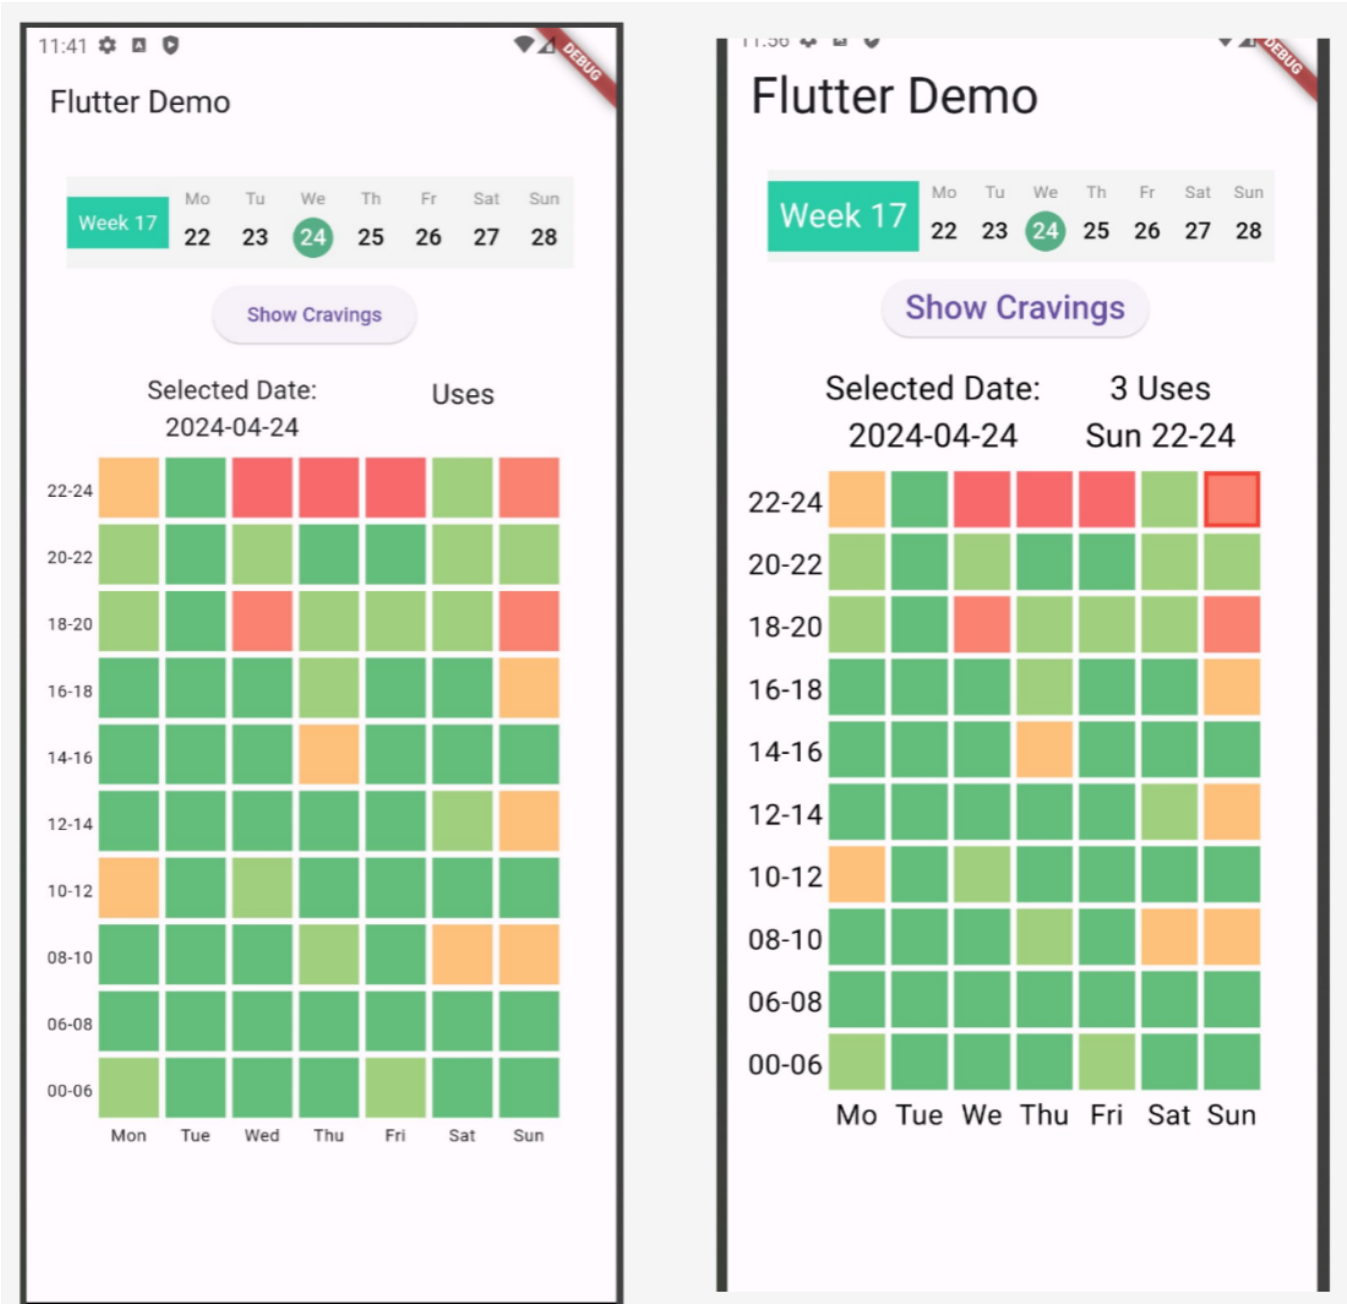 11:41
DEBUG
Flutter Demo
Mo Tu We Th Fr Sat Sun
Week 17
22 23 24 25 26 27 28
Show Cravings
Selected Date:
2024-04-24
Uses
22-24
20-22
18-20
16-18
14-16
12-14
10-12
08-10
06-08
00-06
Mon Tue Wed Thu Fri Sat Sun
11:56
DEBUG
Flutter Demo
Mo Tu We Th Fr Sat Sun
Week 17
22 23 24 25 26 27 28
Show Cravings
Selected Date:
2024-04-24
3 Uses
Sun 22-24
22-24
20-22
18-20
16-18
14-16
12-14
10-12
08-10
06-08
00-06
Mo Tue We Thu Fri Sat Sun